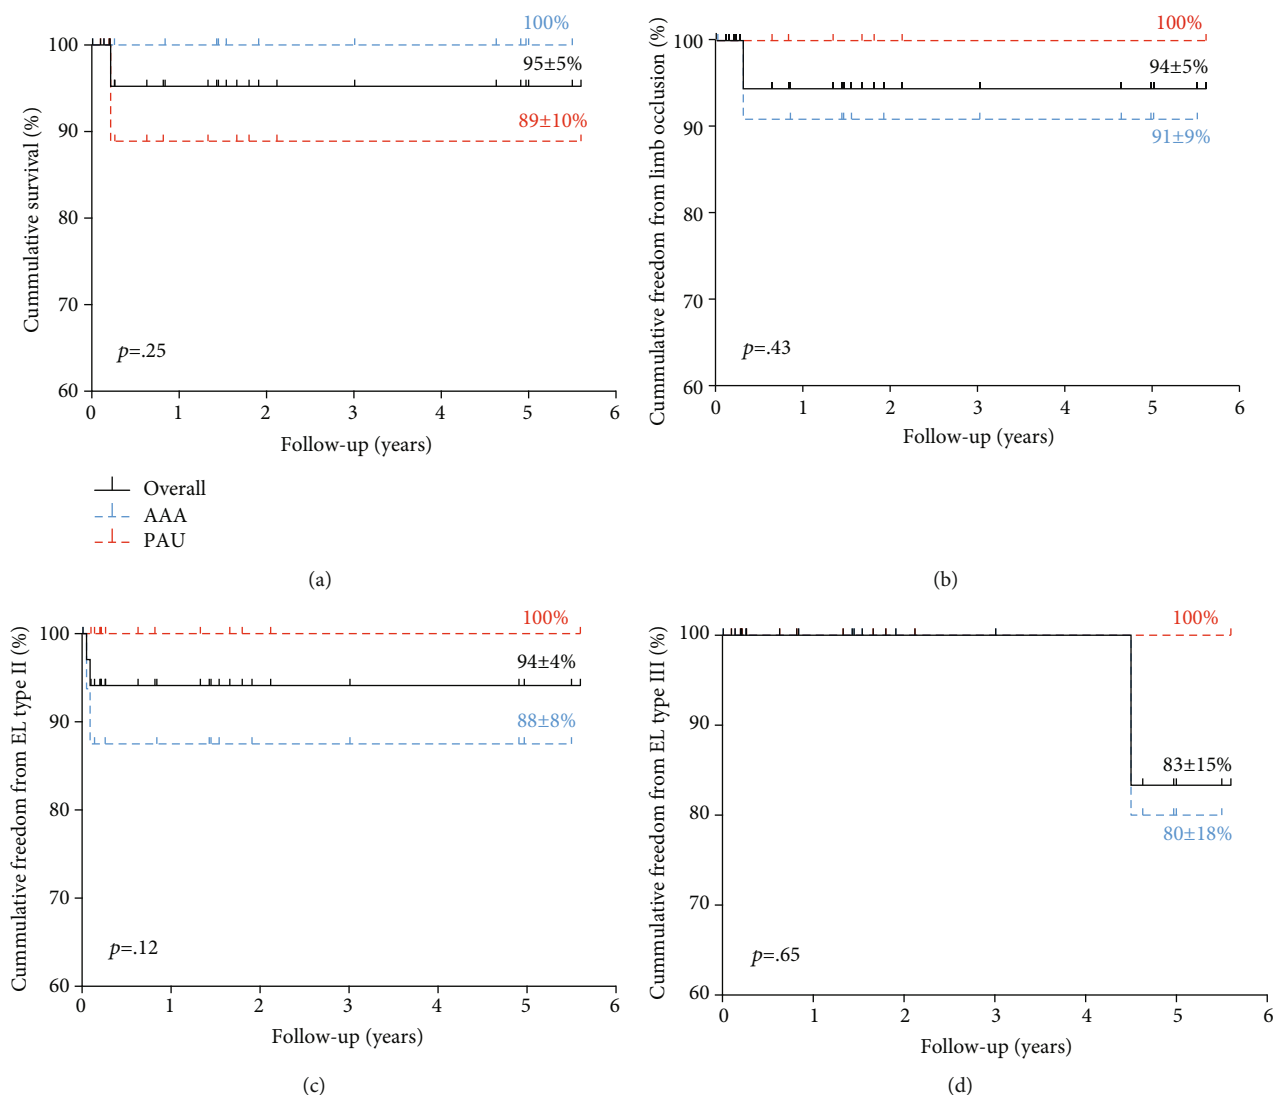 Cummulative survival (%)
100
90
80
70
60
100%
95±5%
89±10%
p=.25
0 1 2 3 4 5 6
Follow-up (years)
Overall
AAA
PAU
(a)
Cummulative freedom from limb occlusion (%)
100
90
80
70
60
100%
94±5%
91±9%
p=.43
0 1 2 3 4 5 6
Follow-up (years)
(b)
Cummulative freedom from EL type II (%)
100
90
80
70
60
100%
94±4%
88±8%
p=.12
0 1 2 3 4 5 6
Follow-up (years)
(c)
Cummulative freedom from EL type III (%)
100
90
80
70
60
100%
83±15%
80±18%
p=.65
0 1 2 3 4 5 6
Follow-up (years)
(d)